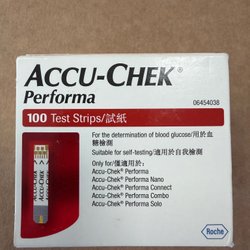 ACCU-CHEK®
Performa
06454038
100 Test Strips/試紙
For the determination of blood glucose/用於血
糖檢測
Suitable for self-testing/適用於自我檢測
Only for/僅適用於:
Accu-Chek® Performa
Accu-Chek® Performa Nano
Accu-Chek® Performa Connect
Accu-Chek® Performa Combo
Accu-Chek® Performa Solo
ACCU-CHEK
Performa
Roche